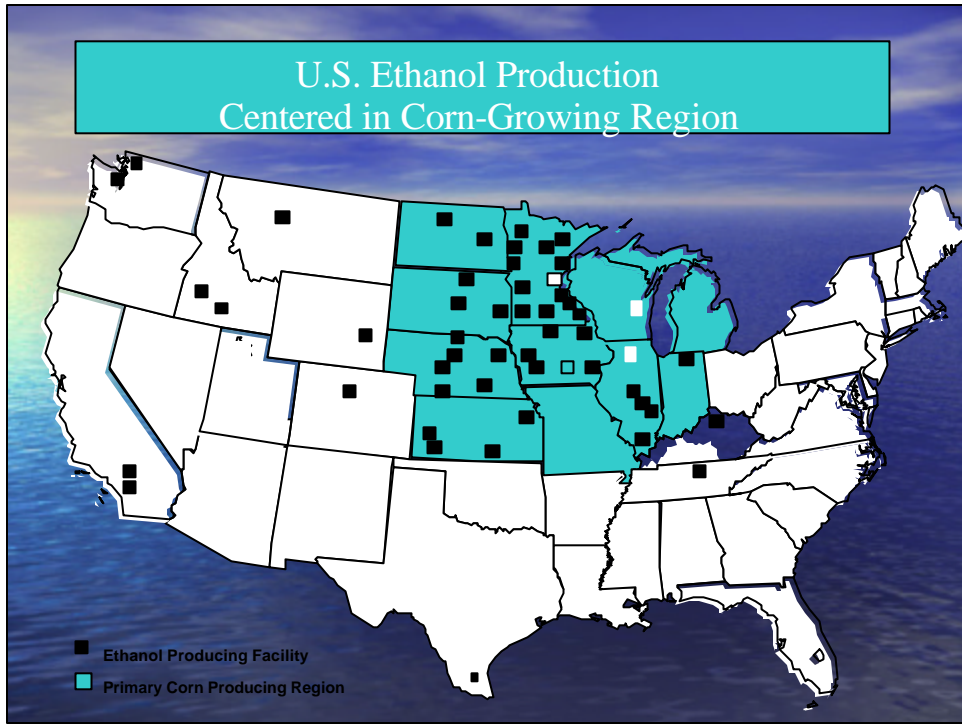 U.S. Ethanol Production
Centered in Corn-Growing Region
Ethanol Producing Facility
Primary Corn Producing Region